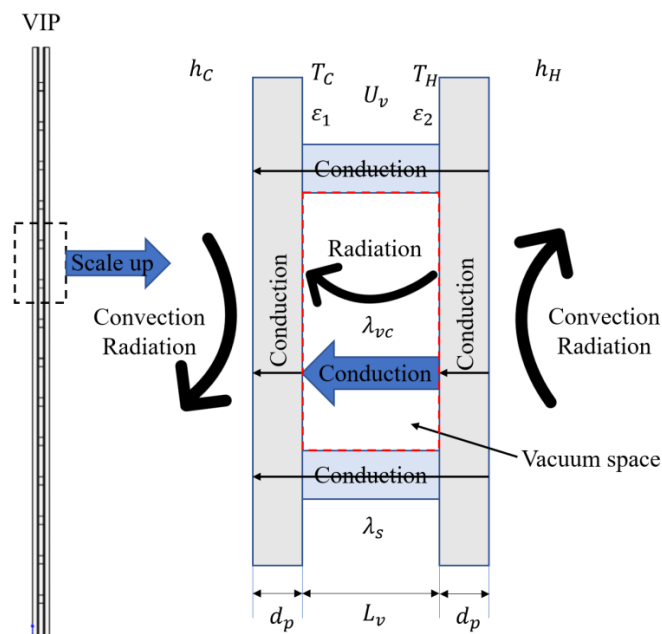 VIP
h_C
T_C
T_H
h_H
U_v
ε_1
ε_2
Conduction
Scale up
Radiation
Convection
Radiation
Conduction
λ_vc
Conduction
Conduction
Convection
Radiation
Vacuum space
Conduction
λ_s
d_p
L_v
d_p